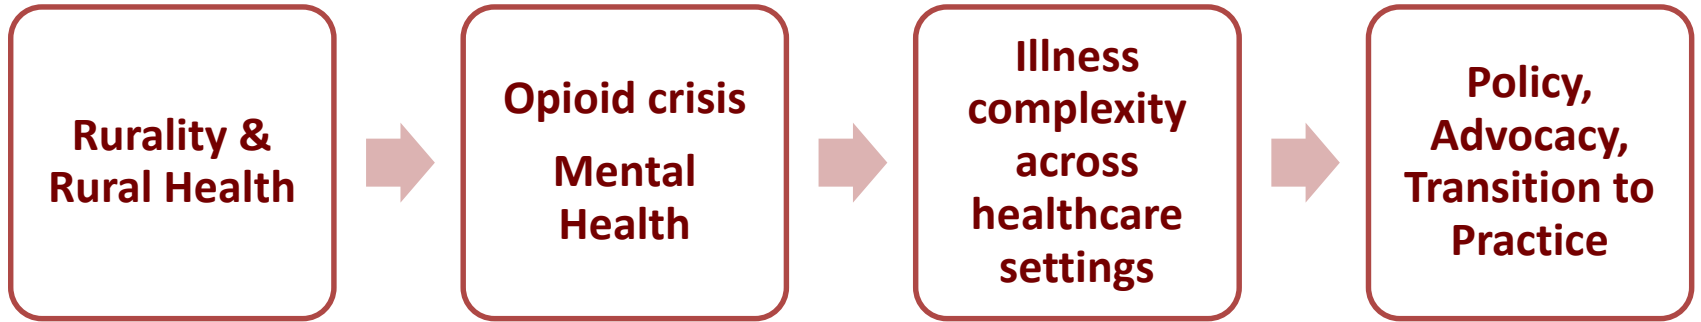 Rurality &
Rural Health
Opioid crisis
Mental
Health
Illness
complexity
across
healthcare
settings
Policy,
Advocacy,
Transition to
Practice